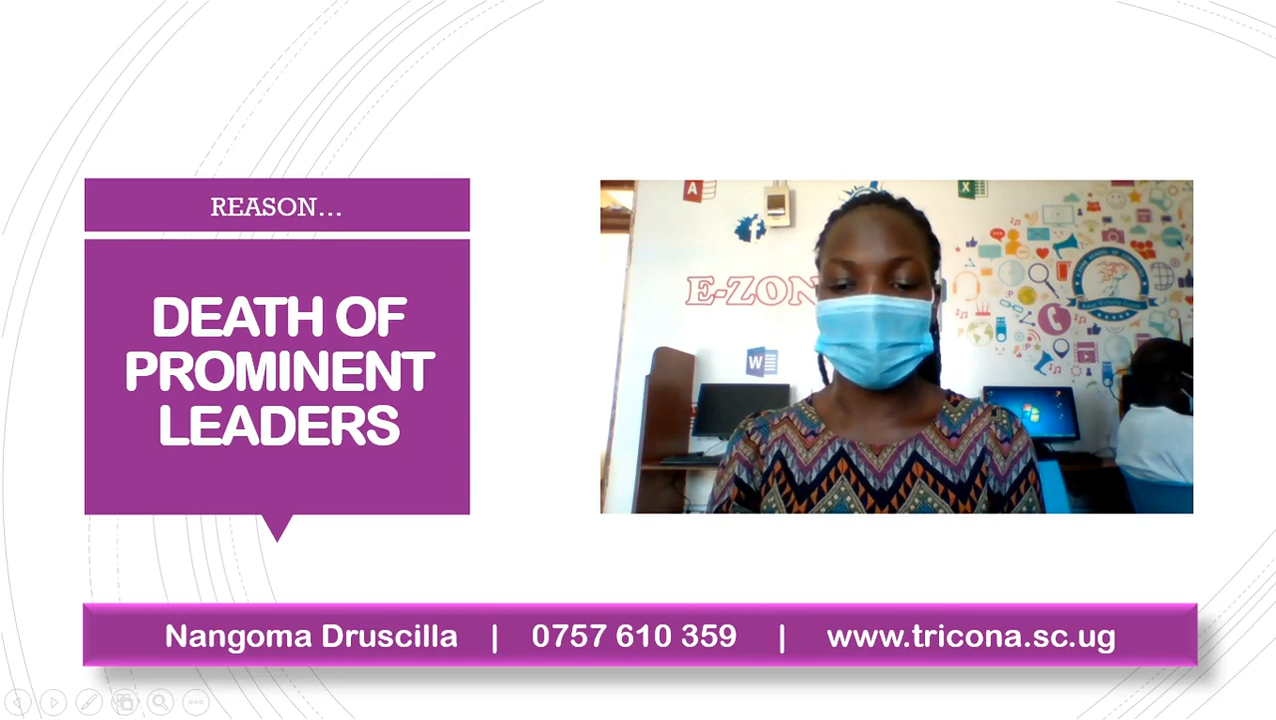 REASON...
DEATH OF
PROMINENT
LEADERS
A
X
f
E-ZON
W
Nangoma Druscilla | 0757 610 359 | www.tricona.sc.ug